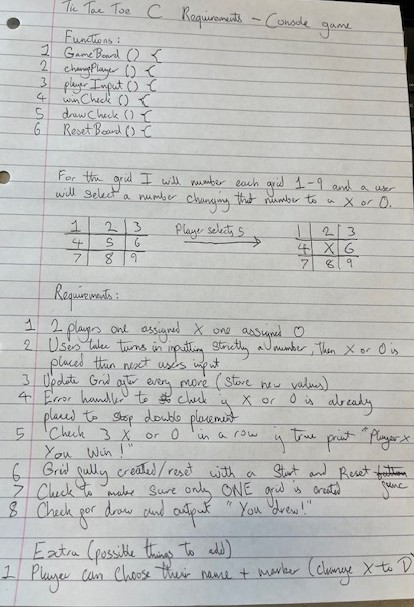 Tic Tac Toe C Requirements - Console game
Functions:
1 GameBoard () {
2 changPlayer () {
3 playerInput () {
4 winCheck () {
5 drawCheck () {
6 ResetBoard () {
For the grid I will number each grid 1-9 and a user
will select a number changing that number to a X or O.
1 2 3 Player selects 5 1 2 3
4 5 6 4 X 6
7 8 9 7 8 9
Requirements:
1 2 players one assigned X one assigned O
2 Users take turns in inputting strictly a number, then X or O is
placed then next users input
3 Update Grid after every move (store new values)
4 Error handler to check if X or O is already
placed to stop double placement
5 Check 3 X or O in a row if True print "Player X
You Win!"
6 Grid fully created/reset with a Start and Reset
func
7 Check to make sure only ONE grid is created
8 Check for draw and output "You drew!"
Extra (possible things to add)
1 Player can choose their name + marker (change X to D